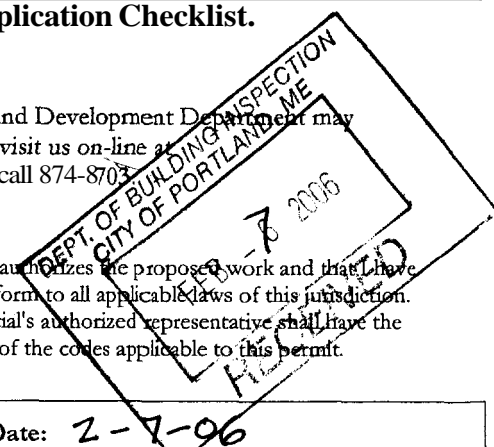 plication Checklist.
nd Development Department may
visit us on-line at
call 874-8703
DEPT. OF BUILDING INSPECTION
CITY OF PORTLAND, ME
FEB - 7 2006
RECEIVED
authorizes the proposed work and that I have
form to all applicable laws of this jurisdiction.
ial's authorized representative shall have the
of the codes applicable to this permit.
Date: 2-7-06